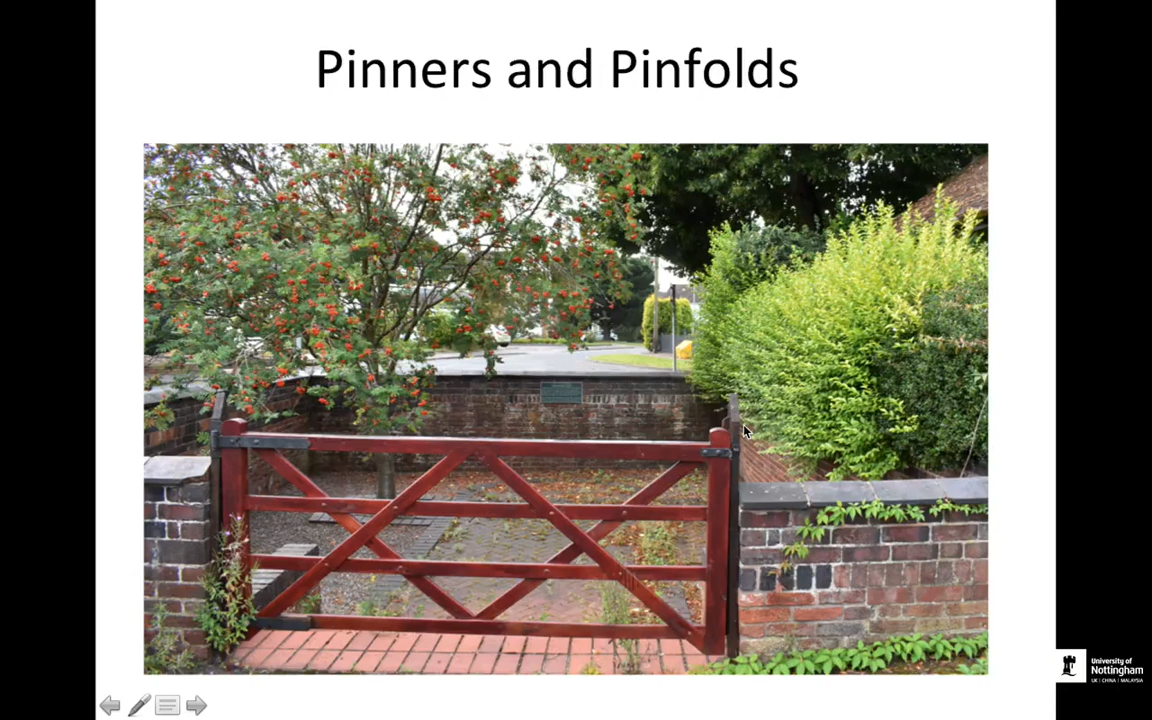 Pinners and Pinfolds
University of
Nottingham
UK | CHINA | MALAYSIA